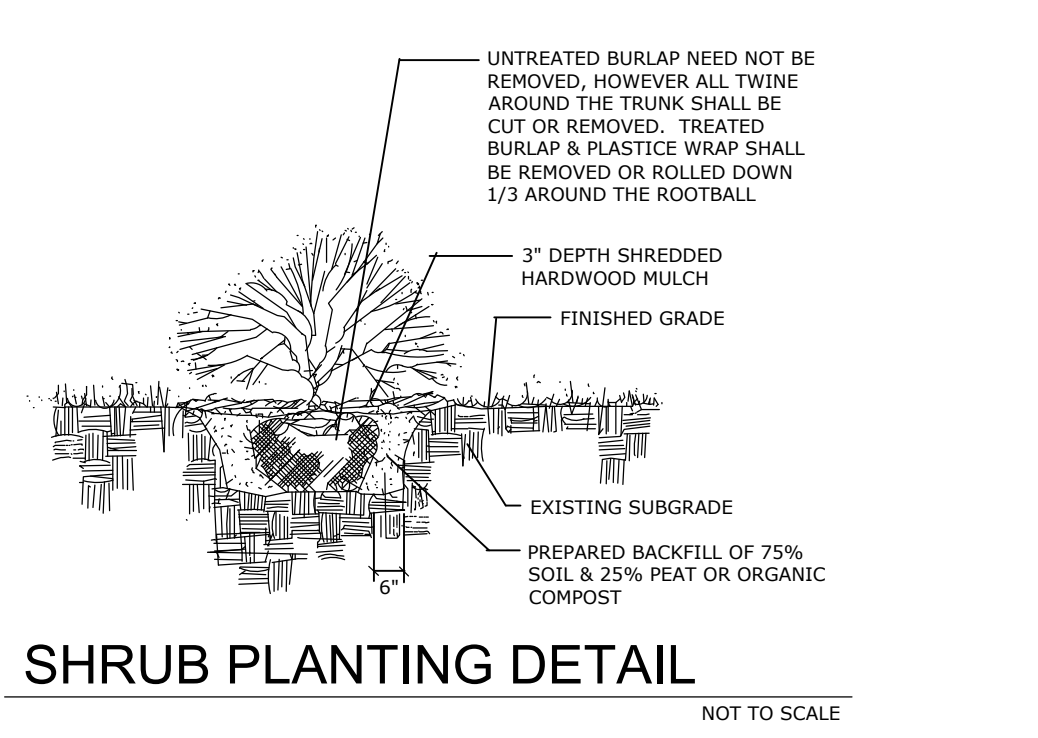 UNTREATED BURLAP NEED NOT BE
REMOVED, HOWEVER ALL TWINE
AROUND THE TRUNK SHALL BE
CUT OR REMOVED. TREATED
BURLAP & PLASTICE WRAP SHALL
BE REMOVED OR ROLLED DOWN
1/3 AROUND THE ROOTBALL
3" DEPTH SHREDDED
HARDWOOD MULCH
FINISHED GRADE
EXISTING SUBGRADE
PREPARED BACKFILL OF 75%
SOIL & 25% PEAT OR ORGANIC
COMPOST
6"
SHRUB PLANTING DETAIL
NOT TO SCALE